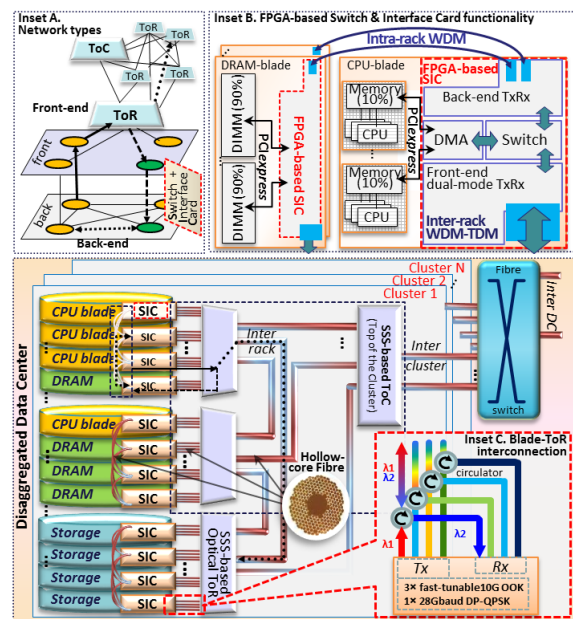 Inset A.
Network types
ToC
ToR
ToR
ToR
ToR
ToR
Front-end
ToR
front
back
Back-end
Switch +
Interface
Card
Inset B. FPGA-based Switch & Interface Card functionality
Intra-rack WDM
DRAM-blade
DIMM (90%)
DIMM (90%)
PCIexpress
FPGA-based SIC
CPU-blade
Memory
(10%)
CPU
Memory
(10%)
CPU
PCIexpress
FPGA-based
SIC
Back-end TxRx
DMA
Switch
Front-end
dual-mode TxRx
Inter-rack
WDM-TDM
Disaggregated Data Center
Cluster N
Cluster 2
Cluster 1
CPU blade
SIC
CPU blade
SIC
CPU blade
SIC
DRAM
SIC
CPU blade
SIC
DRAM
SIC
DRAM
SIC
DRAM
SIC
Storage
SIC
Storage
SIC
Storage
SIC
Storage
SIC
Inter
rack
SSS-based
Optical ToR
Hollow-
core Fibre
SSS-based ToC
(Top of the Cluster)
Inter
cluster
Fibre
switch
Inter DC
Inset C. Blade-ToR
interconnection
λ1
λ2
circulator
λ1
λ2
Tx
Rx
3× fast-tunable10G OOK
1× 28Gbaud DP-QPSK